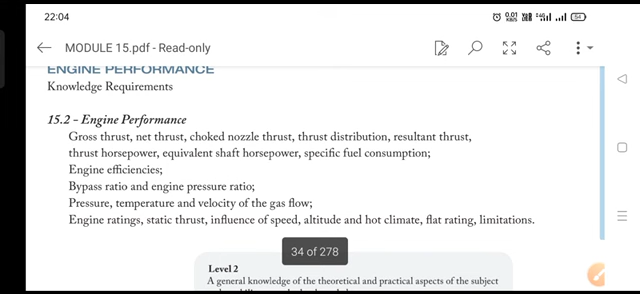 22:04
0.01
KB/S
54
MODULE 15.pdf - Read-only
ENGINE PERFORMANCE
Knowledge Requirements
15.2 - Engine Performance
Gross thrust, net thrust, choked nozzle thrust, thrust distribution, resultant thrust,
thrust horsepower, equivalent shaft horsepower, specific fuel consumption;
Engine efficiencies;
Bypass ratio and engine pressure ratio;
Pressure, temperature and velocity of the gas flow;
Engine ratings, static thrust, influence of speed, altitude and hot climate, flat rating, limitations.
34 of 278
Level 2
A general knowledge of the theoretical and practical aspects of the subject